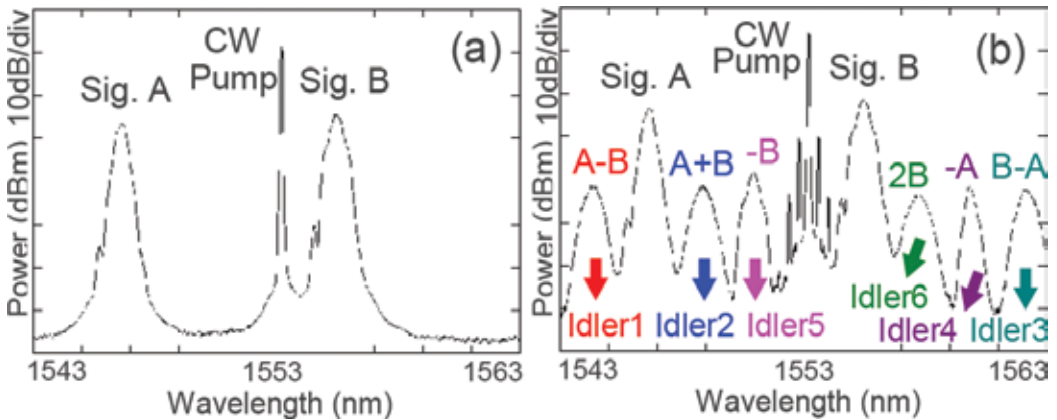 Power (dBm) 10dB/div
Sig. A
CW
Pump
Sig. B
(a)
1543
1553
1563
Wavelength (nm)
Power (dBm) 10dB/div
Sig. A
CW
Pump
Sig. B
(b)
A-B
A+B
-B
2B
-A
B-A
Idler1
Idler2
Idler5
Idler6
Idler4
Idler3
1543
1553
1563
Wavelength (nm)